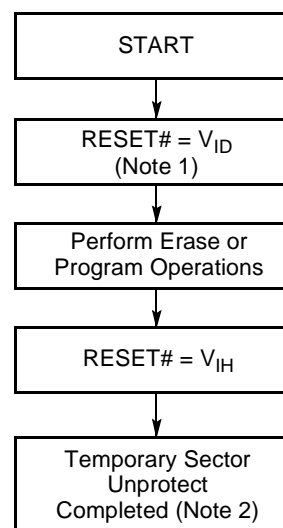 START
RESET# = VID
(Note 1)
Perform Erase or
Program Operations
RESET# = VIH
Temporary Sector
Unprotect
Completed (Note 2)